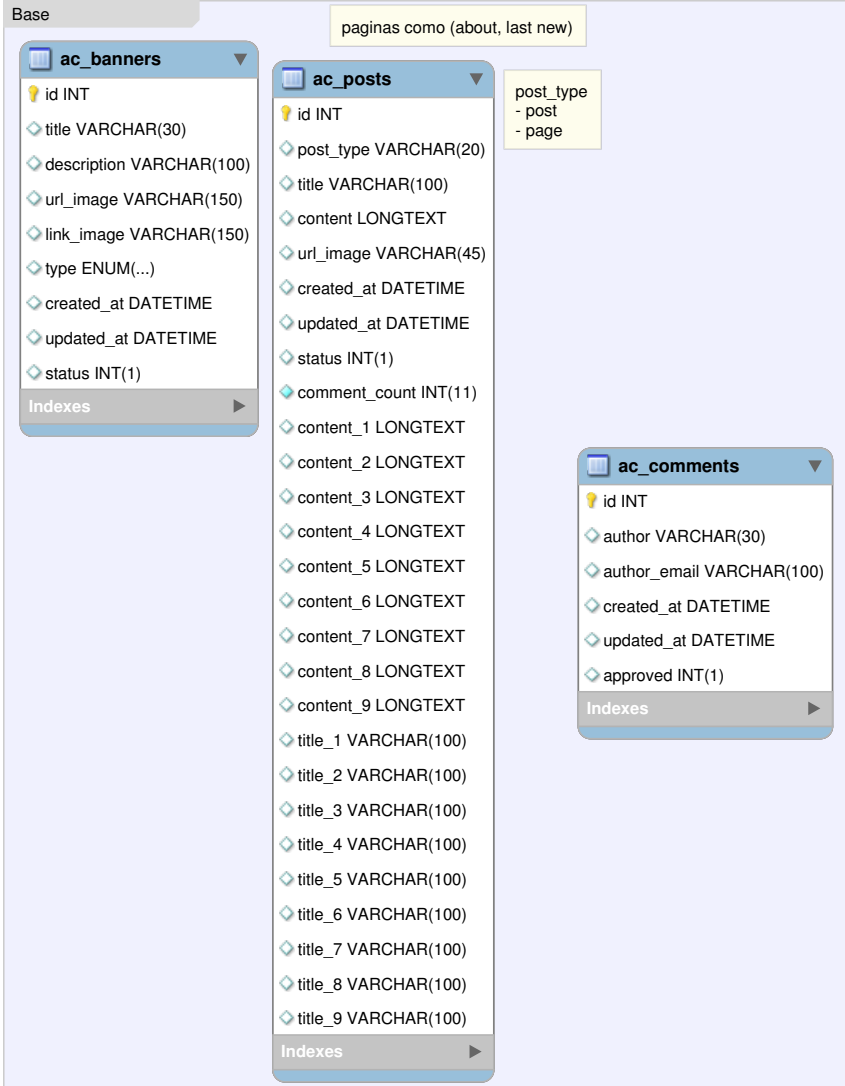 Base
paginas como (about, last new)
ac_banners
id INT
title VARCHAR(30)
description VARCHAR(100)
url_image VARCHAR(150)
link_image VARCHAR(150)
type ENUM(...)
created_at DATETIME
updated_at DATETIME
status INT(1)
Indexes
ac_posts
id INT
post_type VARCHAR(20)
title VARCHAR(100)
content LONGTEXT
url_image VARCHAR(45)
created_at DATETIME
updated_at DATETIME
status INT(1)
comment_count INT(11)
content_1 LONGTEXT
content_2 LONGTEXT
content_3 LONGTEXT
content_4 LONGTEXT
content_5 LONGTEXT
content_6 LONGTEXT
content_7 LONGTEXT
content_8 LONGTEXT
content_9 LONGTEXT
title_1 VARCHAR(100)
title_2 VARCHAR(100)
title_3 VARCHAR(100)
title_4 VARCHAR(100)
title_5 VARCHAR(100)
title_6 VARCHAR(100)
title_7 VARCHAR(100)
title_8 VARCHAR(100)
title_9 VARCHAR(100)
Indexes
post_type
- post
- page
ac_comments
id INT
author VARCHAR(30)
author_email VARCHAR(100)
created_at DATETIME
updated_at DATETIME
approved INT(1)
Indexes